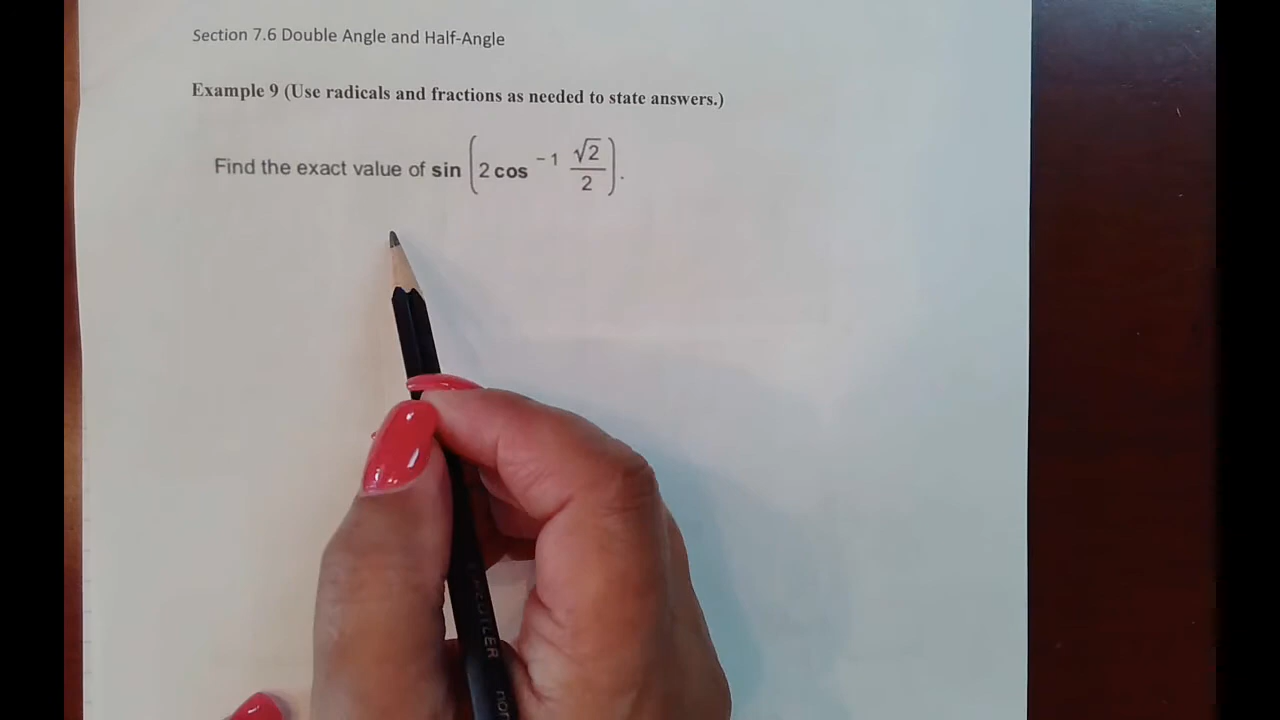 Section 7.6 Double Angle and Half-Angle
Example 9 (Use radicals and fractions as needed to state answers.)
Find the exact value of sin (2 cos⁻¹ √2/2).